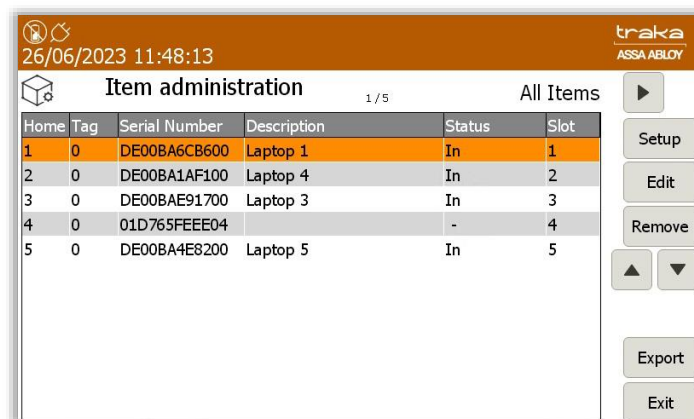 traka
26/06/2023 11:48:13
ASSA ABLOY
Item administration 1/5 All Items
Home Tag Serial Number Description Status Slot
1 0 DE00BA6CB600 Laptop 1 In 1
2 0 DE00BA1AF100 Laptop 4 In 2
3 0 DE00BAE91700 Laptop 3 In 3
4 0 01D765FEEE04 - 4
5 0 DE00BA4E8200 Laptop 5 In 5
Setup
Edit
Remove
Export
Exit